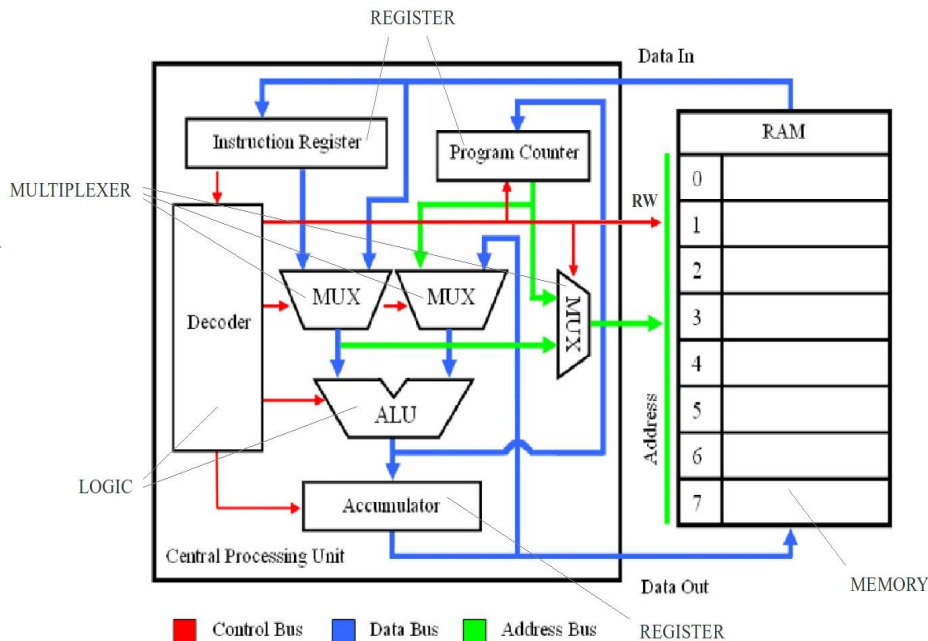 REGISTER
Data In
Instruction Register
Program Counter
RAM
MULTIPLEXER
RW
0
1
2
3
4
5
6
7
MUX
MUX
MUX
Decoder
ALU
Address
LOGIC
Accumulator
Central Processing Unit
Data Out
MEMORY
Control Bus
Data Bus
Address Bus
REGISTER